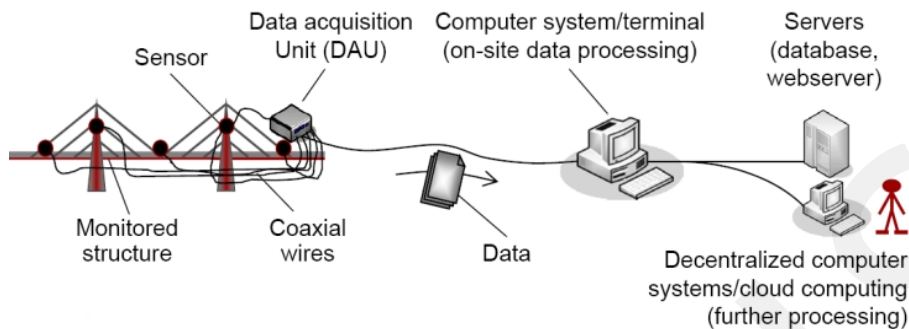 Data acquisition
Unit (DAU)
Sensor
Computer system/terminal
(on-site data processing)
Servers
(database,
webserver)
Monitored
structure
Coaxial
wires
Data
Decentralized computer
systems/cloud computing
(further processing)